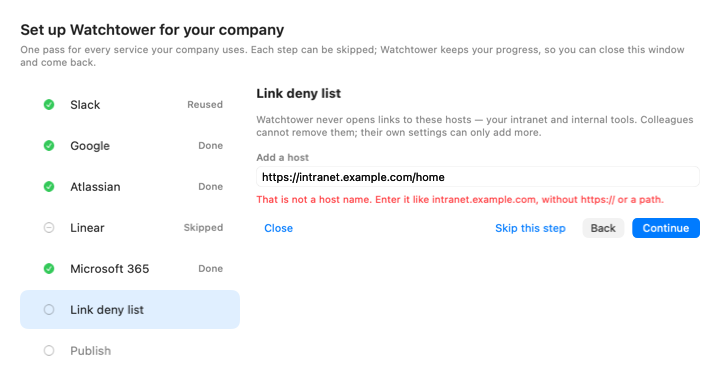 Set up Watchtower for your company
One pass for every service your company uses. Each step can be skipped; Watchtower keeps your progress, so you can close this window
and come back.
Slack Reused
Google Done
Atlassian Done
Linear Skipped
Microsoft 365 Done
Link deny list
Publish
Link deny list
Watchtower never opens links to these hosts — your intranet and internal tools. Colleagues
cannot remove them; their own settings can only add more.
Add a host
https://intranet.example.com/home
That is not a host name. Enter it like intranet.example.com, without https:// or a path.
Close Skip this step Back Continue